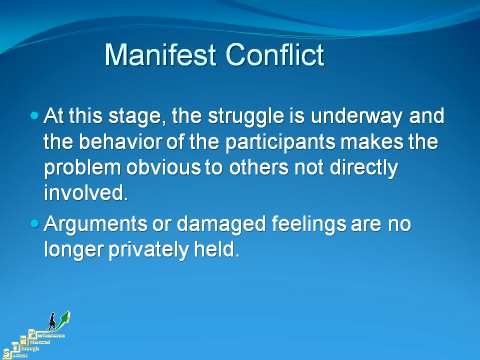 Manifest Conflict
At this stage, the struggle is underway and
the behavior of the participants makes the
problem obvious to others not directly
involved.
Arguments or damaged feelings are no
longer privately held.